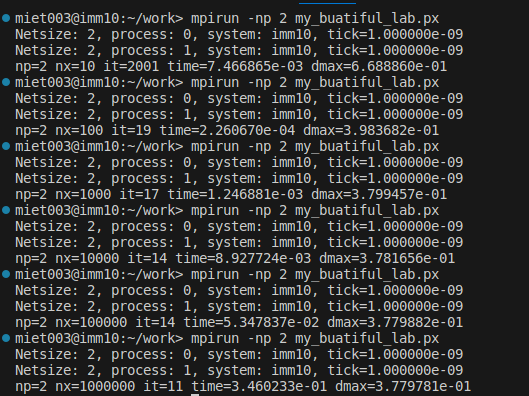 miet003@imm10:~/work> mpirun -np 2 my_buatiful_lab.px
Netsize: 2, process: 0, system: imm10, tick=1.000000e-09
Netsize: 2, process: 1, system: imm10, tick=1.000000e-09
np=2 nx=10 it=2001 time=7.466865e-03 dmax=6.688860e-01
miet003@imm10:~/work> mpirun -np 2 my_buatiful_lab.px
Netsize: 2, process: 0, system: imm10, tick=1.000000e-09
Netsize: 2, process: 1, system: imm10, tick=1.000000e-09
np=2 nx=100 it=19 time=2.260670e-04 dmax=3.983682e-01
miet003@imm10:~/work> mpirun -np 2 my_buatiful_lab.px
Netsize: 2, process: 0, system: imm10, tick=1.000000e-09
Netsize: 2, process: 1, system: imm10, tick=1.000000e-09
np=2 nx=1000 it=17 time=1.246881e-03 dmax=3.799457e-01
miet003@imm10:~/work> mpirun -np 2 my_buatiful_lab.px
Netsize: 2, process: 0, system: imm10, tick=1.000000e-09
Netsize: 2, process: 1, system: imm10, tick=1.000000e-09
np=2 nx=10000 it=14 time=8.927724e-03 dmax=3.781656e-01
miet003@imm10:~/work> mpirun -np 2 my_buatiful_lab.px
Netsize: 2, process: 0, system: imm10, tick=1.000000e-09
Netsize: 2, process: 1, system: imm10, tick=1.000000e-09
np=2 nx=100000 it=14 time=5.347837e-02 dmax=3.779882e-01
miet003@imm10:~/work> mpirun -np 2 my_buatiful_lab.px
Netsize: 2, process: 0, system: imm10, tick=1.000000e-09
Netsize: 2, process: 1, system: imm10, tick=1.000000e-09
np=2 nx=1000000 it=11 time=3.460233e-01 dmax=3.779781e-01